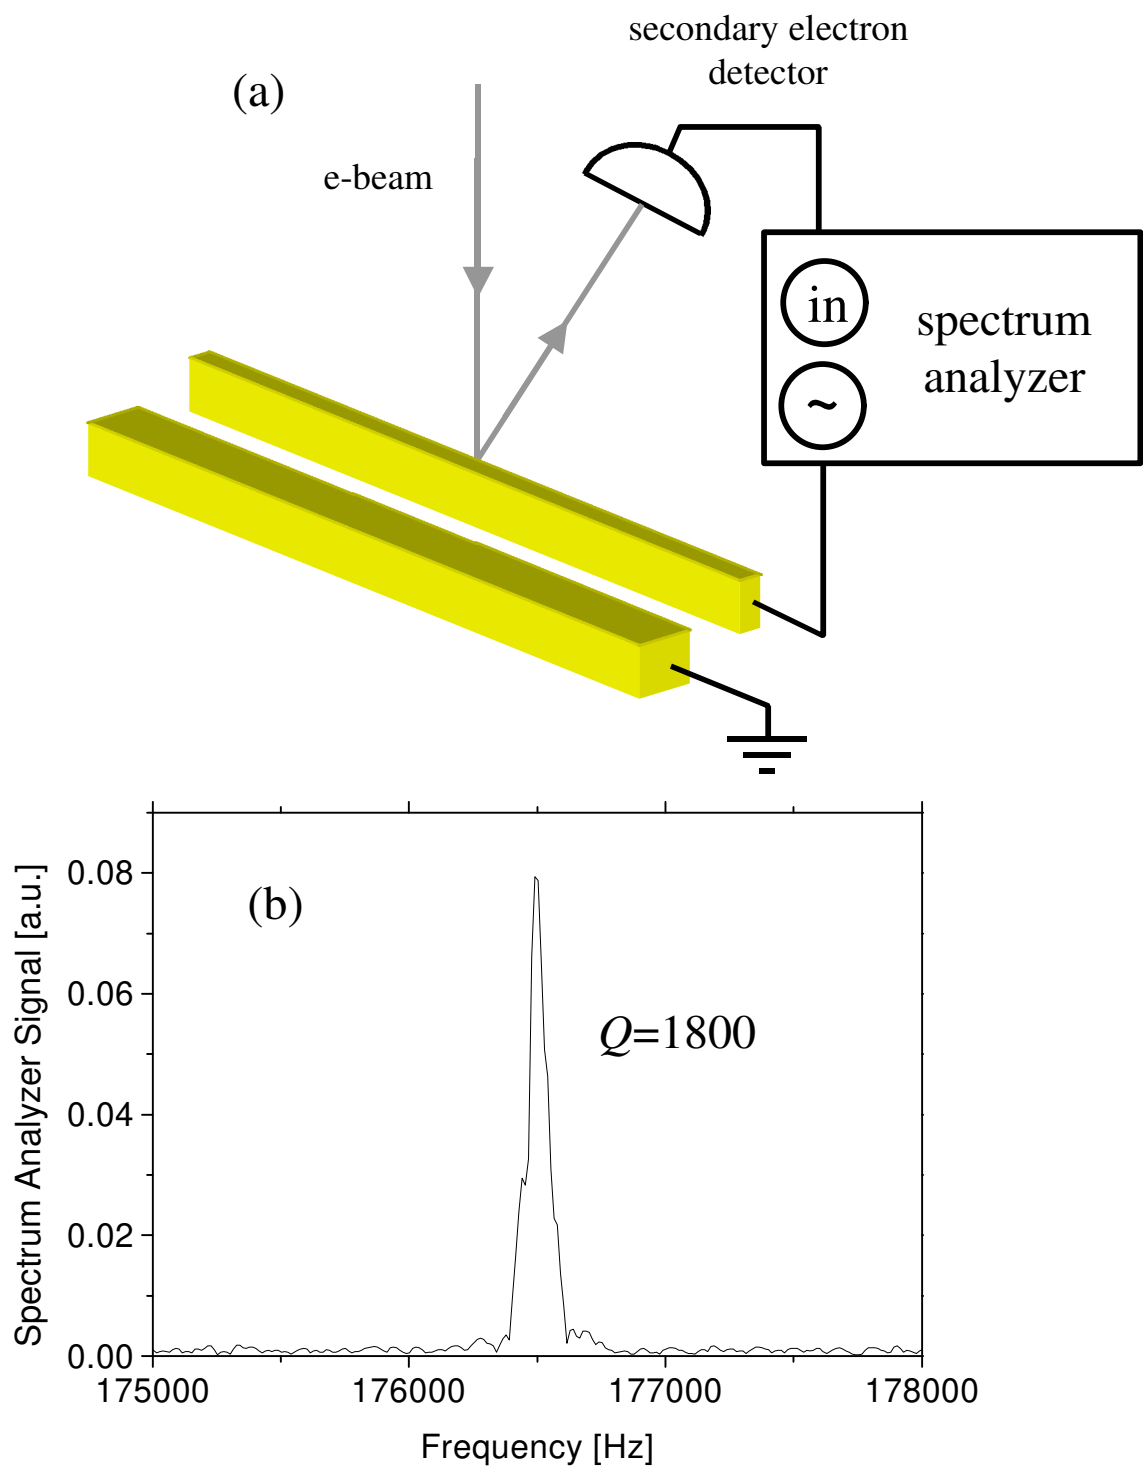 secondary electron
detector
(a)
e-beam
in
spectrum
analyzer
~
(b)
Q=1800
Spectrum Analyzer Signal [a.u.]
0.08
0.06
0.04
0.02
0.00
175000 176000 177000 178000
Frequency [Hz]